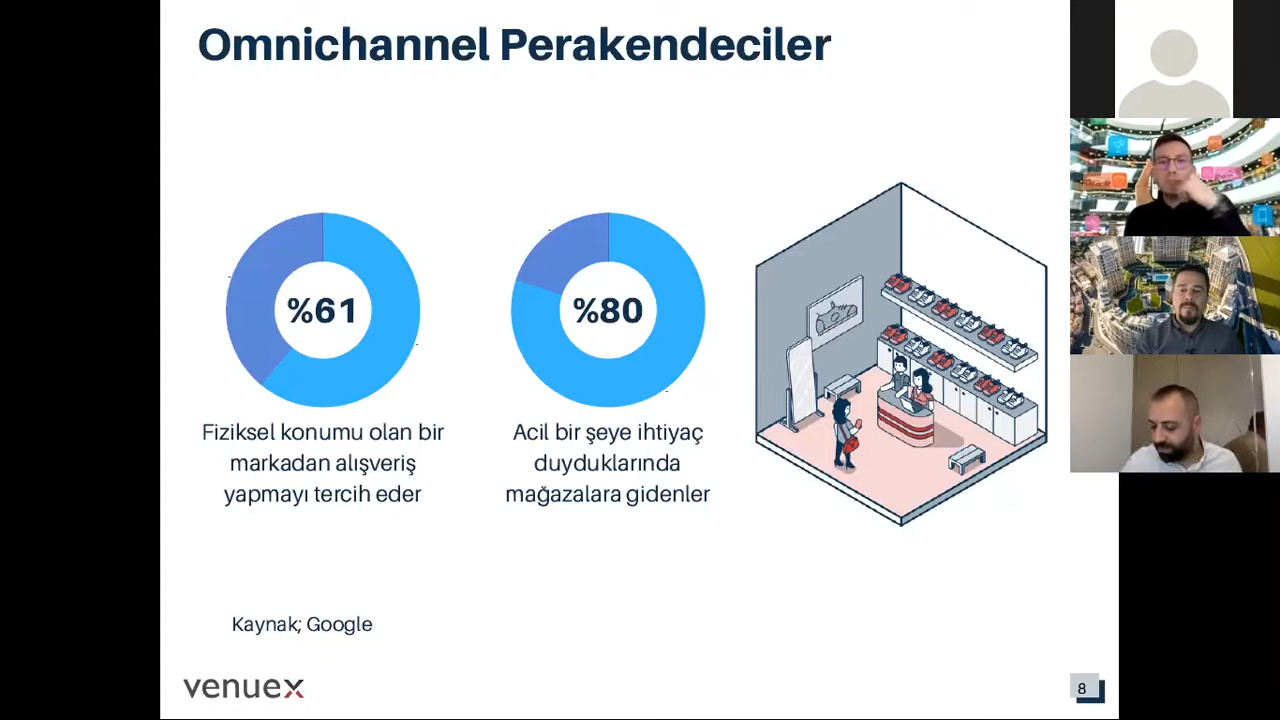 Omnichannel Perakendeciler
%61
Fiziksel konumu olan bir
markadan alışveriş
yapmayı tercih eder
%80
Acil bir şeye ihtiyaç
duyduklarında
mağazalara gidenler
Kaynak; Google
venuex
8